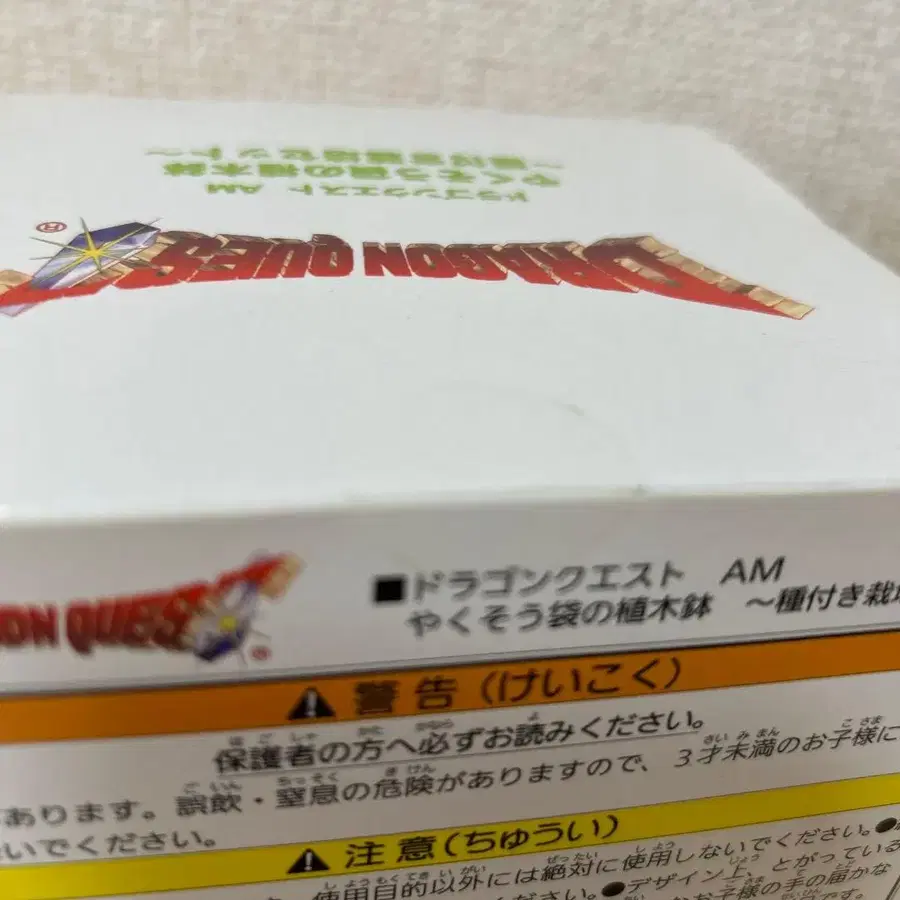 ドラゴンクエスト AM
やくそう袋の植木鉢
～種付き栽培セット～
DRAGON QUES
®
DRAGON QUEST
®
■ドラゴンクエスト AM
やくそう袋の植木鉢 ～種付き栽培
警告(けいこく)
保護者の方へ必ずお読みください。
あります。誤飲・窒息の危険がありますので、3才未満のお子様に
いでください。
注意(ちゅうい)
使用目的以外には絶対に使用しないでください。●
ください。●デザイン上、とがっている
お子様の手の届かな